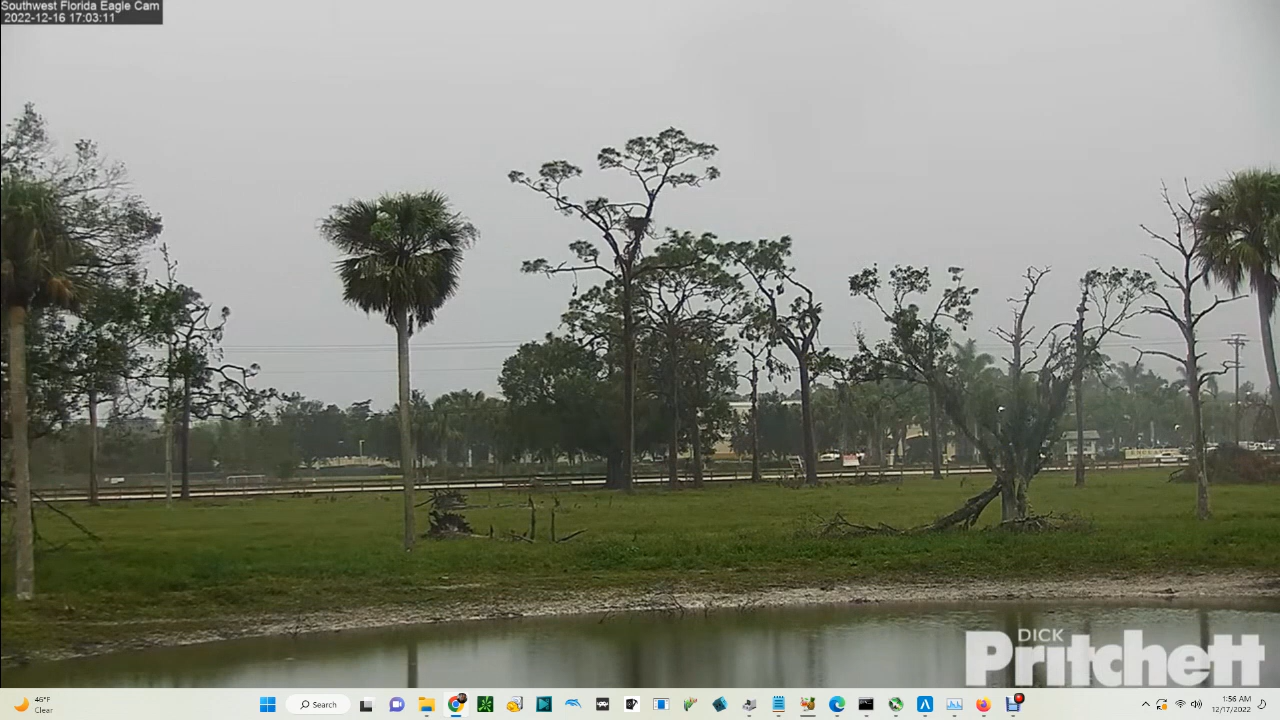 Southwest Florida Eagle Cam
2022-12-16 17:03:11
DICK
Pritchett
46°F
Clear
Search
1:56 AM
12/17/2022